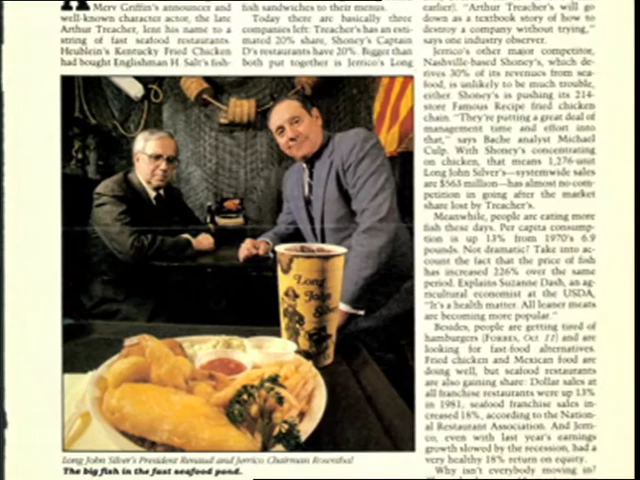 A Merv Griffin's announcer and
well-known character actor, the late
Arthur Treacher, lent his name to a
string of fast seafood restaurants.
Heublein's Kentucky Fried Chicken
had bought Englishman H. Salt's fish-
fish sandwiches to their menus.
Today there are basically three
companies left: Treacher's has an esti-
mated 20% share, Shoney's Captain
D's restaurants have 20%. Bigger than
both put together is Jerrico's Long
Long
John
Silver
Long John Silver's President Renaud and Jerrico Chairman Rosenthal
The big fish in the fast seafood pond.
earlier). "Arthur Treacher's will go
down as a textbook story of how to
destroy a company without trying,"
says one industry observer.
Jerrico's other major competitor,
Nashville-based Shoney's, which de-
rives 30% of its revenues from sea-
food, is unlikely to be much trouble,
either. Shoney's is pushing its 214-
store Famous Recipe fried chicken
chain. "They're putting a great deal of
management time and effort into
that," says Bache analyst Michael
Culp. With Shoney's concentrating
on chicken, that means 1,276-unit
Long John Silver's—systemwide sales
are $563 million—has almost no com-
petition in going after the market
share lost by Treacher's.
Meanwhile, people are eating more
fish these days. Per capita consump-
tion is up 13% from 1970's 6.9
pounds. Not dramatic? Take into ac-
count the fact that the price of fish
has increased 226% over the same
period. Explains Suzanne Dash, an ag-
ricultural economist at the USDA,
"It's a health matter. All leaner meats
are becoming more popular."
Besides, people are getting tired of
hamburgers (FORBES, Oct. 11) and are
looking for fast-food alternatives.
Fried chicken and Mexican food are
doing well, but seafood restaurants
are also gaining share: Dollar sales at
all franchise restaurants were up 13%
in 1981, seafood franchise sales in-
creased 18%, according to the Nation-
al Restaurant Association. And Jerri-
co, even with last year's earnings
growth slowed by the recession, had a
very healthy 18% return on equity.
Why isn't everybody moving in?